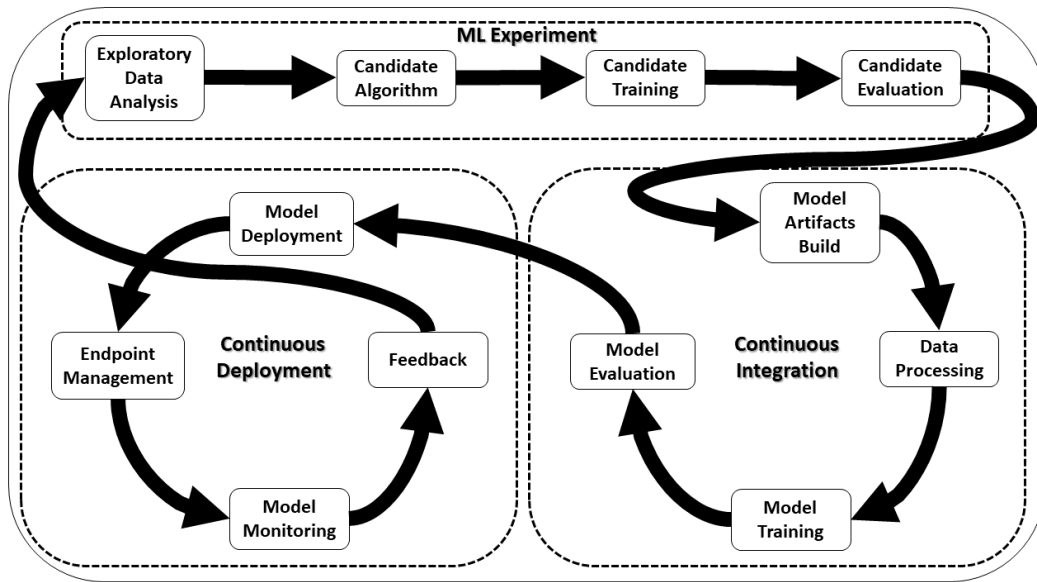 ML Experiment
Exploratory
Data
Analysis
Candidate
Algorithm
Candidate
Training
Candidate
Evaluation
Model
Deployment
Endpoint
Management
Continuous
Deployment
Feedback
Model
Monitoring
Model
Artifacts
Build
Model
Evaluation
Continuous
Integration
Data
Processing
Model
Training